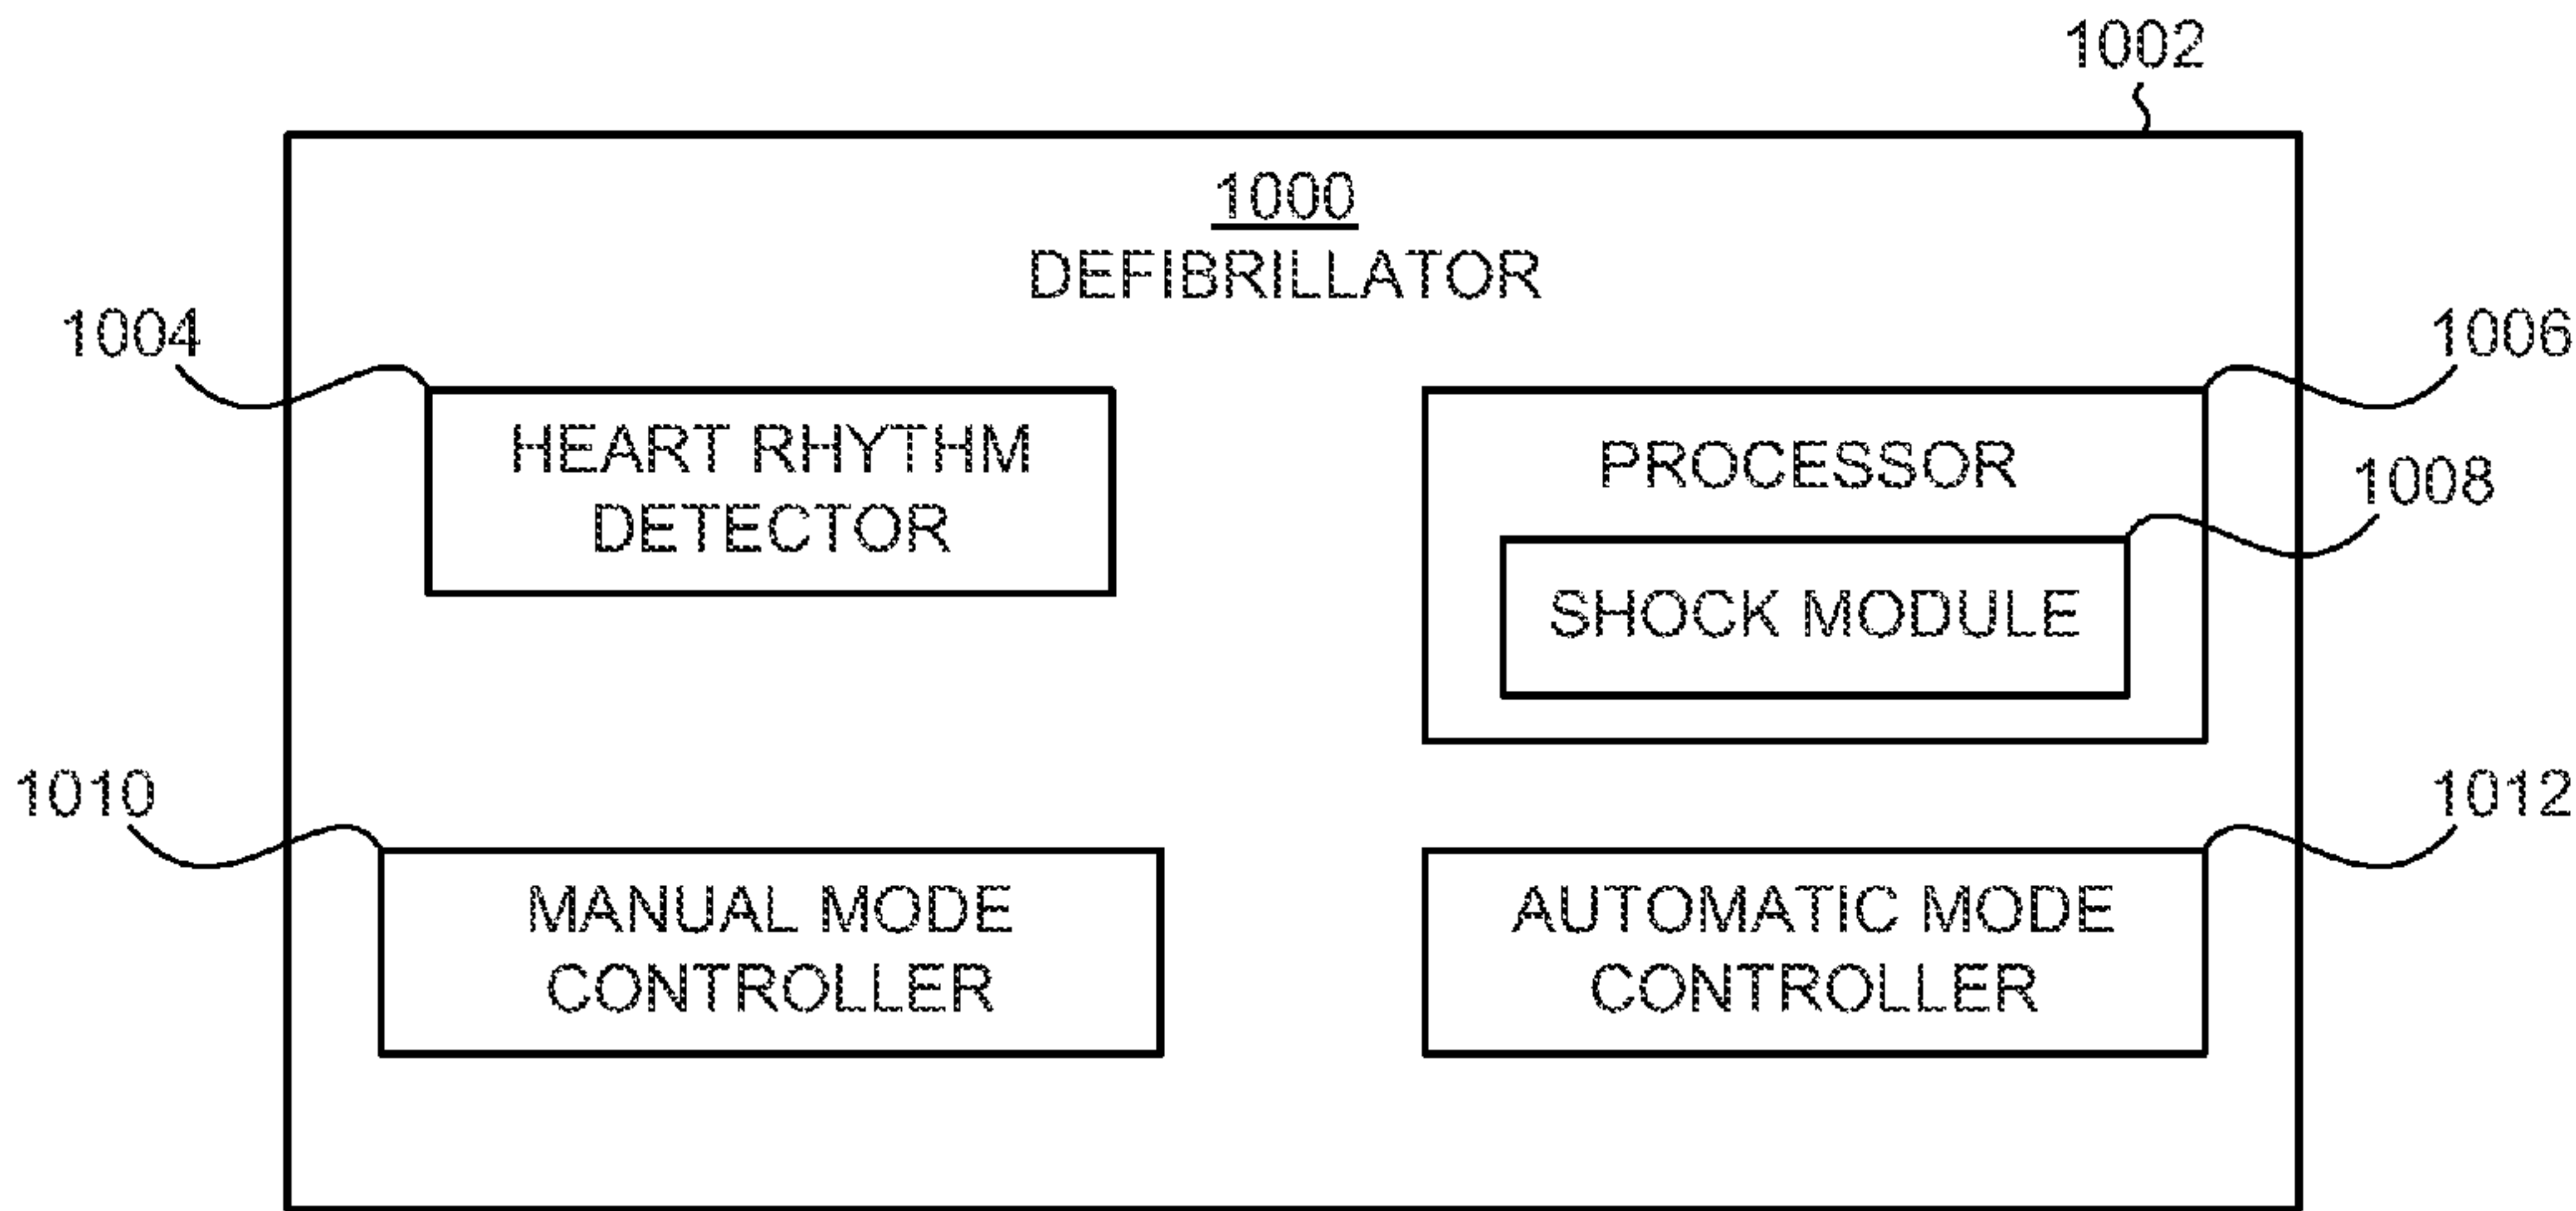 1002
1000
DEFIBRILLATOR
1004
1006
HEART RHYTHM
DETECTOR
PROCESSOR
1008
SHOCK MODULE
1010
1012
MANUAL MODE
CONTROLLER
AUTOMATIC MODE
CONTROLLER